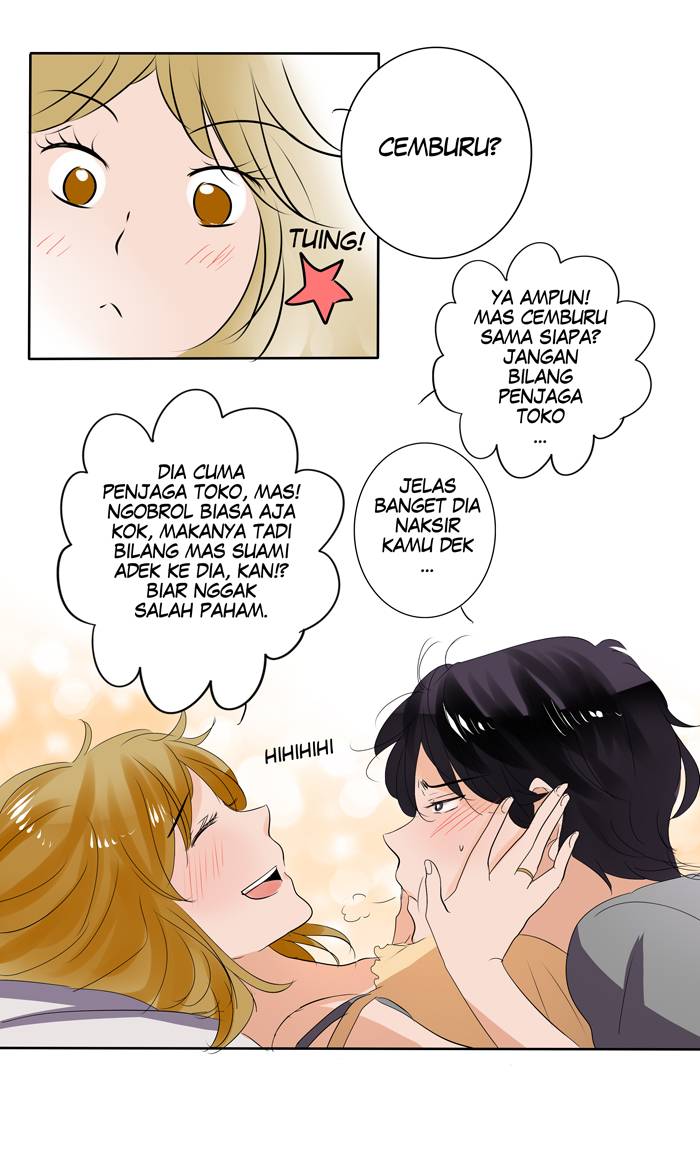 CEMBURU?
TUING!
YA AMPUN!
MAS CEMBURU
SAMA SIAPA?
JANGAN
BILANG
PENJAGA
TOKO
...
JELAS
BANGET DIA
NAKSIR
KAMU DEK
...
DIA CUMA
PENJAGA TOKO, MAS!
NGOBROL BIASA AJA
KOK, MAKANYA TADI
BILANG MAS SUAMI
ADEK KE DIA, KAN!?
BIAR NGGAK
SALAH PAHAM.
HIHIHIHI